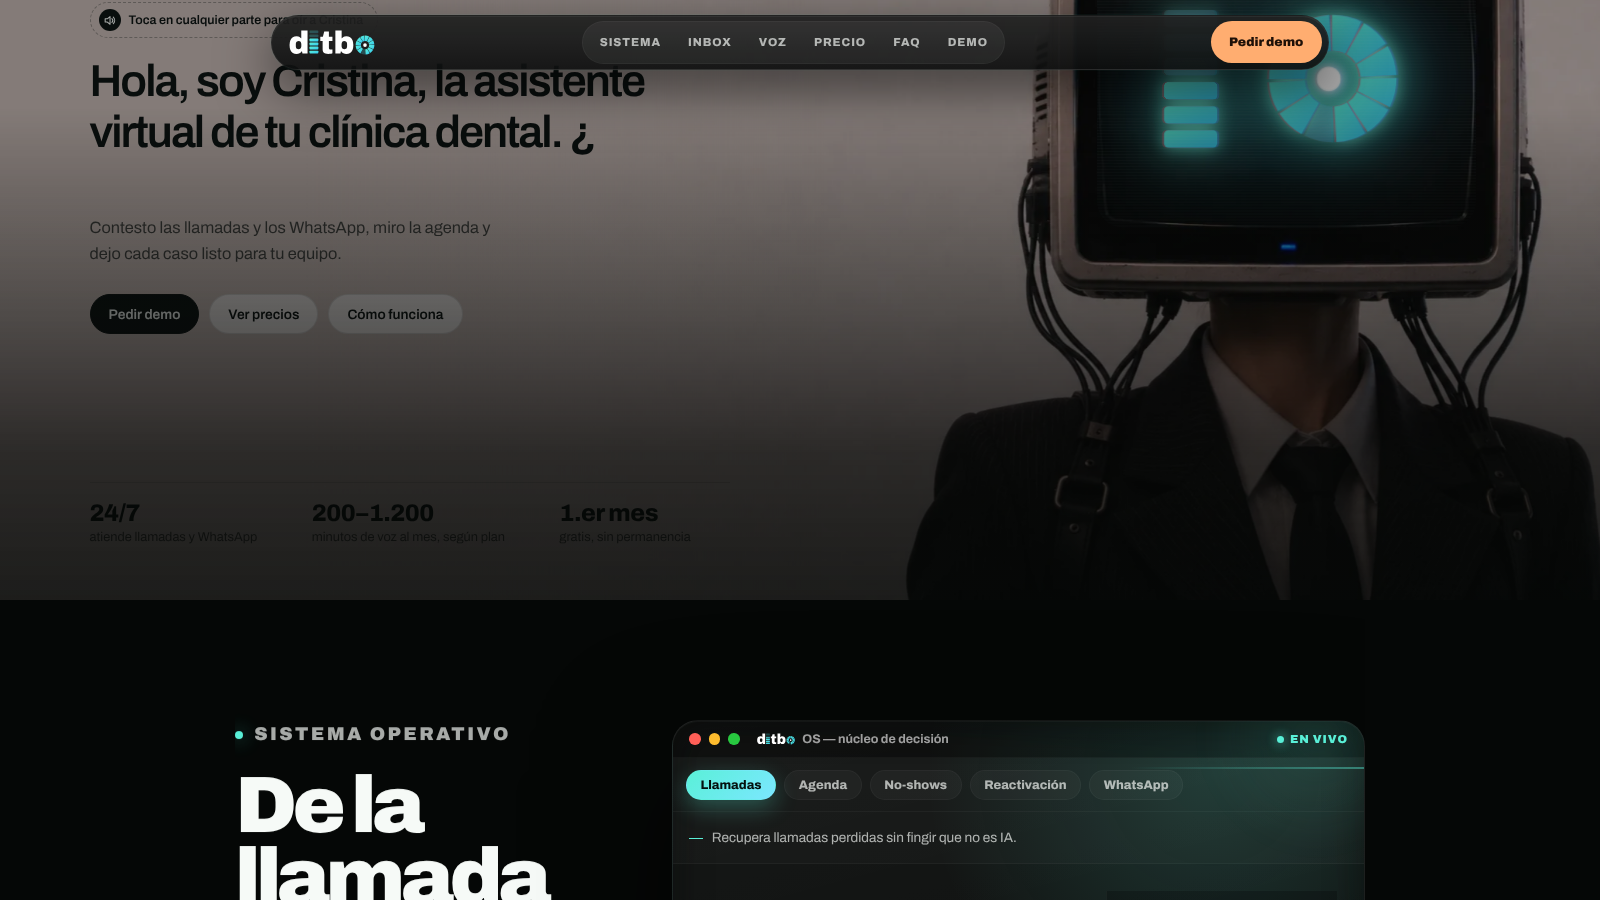 Toca en cualquier parte para oír a Cristina
ditbo
SISTEMA
INBOX
VOZ
PRECIO
FAQ
DEMO
Pedir demo
Hola, soy Cristina, la asistente
virtual de tu clínica dental. ¿
Contesto las llamadas y los WhatsApp, miro la agenda y
dejo cada caso listo para tu equipo.
Pedir demo
Ver precios
Cómo funciona
24/7
atiende llamadas y WhatsApp
200–1.200
minutos de voz al mes, según plan
1.er mes
gratis, sin permanencia
SISTEMA OPERATIVO
De la
llamada
ditbo OS — núcleo de decisión
EN VIVO
Llamadas
Agenda
No-shows
Reactivación
WhatsApp
— Recupera llamadas perdidas sin fingir que no es IA.